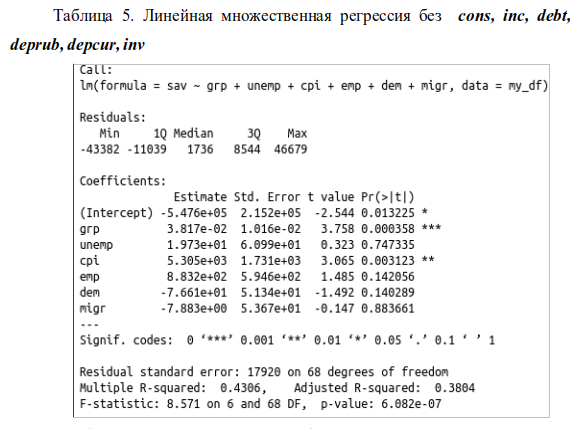 Таблица 5. Линейная множественная регрессия без cons, inc, debt,
deprub, depcur, inv
Call:
lm(formula = sav ~ grp + unemp + cpi + emp + dem + migr, data = my_df)
Residuals:
Min 1Q Median 3Q Max
-43382 -11039 1736 8544 46679
Coefficients:
Estimate Std. Error t value Pr(>|t|)
(Intercept) -5.476e+05 2.152e+05 -2.544 0.013225 *
grp 3.817e-02 1.016e-02 3.758 0.000358 ***
unemp 1.973e+01 6.099e+01 0.323 0.747335
cpi 5.305e+03 1.731e+03 3.065 0.003123 **
emp 8.832e+02 5.946e+02 1.485 0.142056
dem -7.661e+01 5.134e+01 -1.492 0.140289
migr -7.883e+00 5.367e+01 -0.147 0.883661
---
Signif. codes: 0 ‘***’ 0.001 ‘**’ 0.01 ‘*’ 0.05 ‘.’ 0.1 ‘ ’ 1
Residual standard error: 17920 on 68 degrees of freedom
Multiple R-squared: 0.4306, Adjusted R-squared: 0.3804
F-statistic: 8.571 on 6 and 68 DF, p-value: 6.082e-07